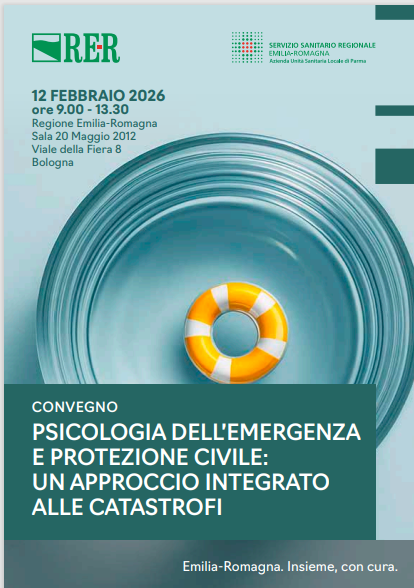 RER
SERVIZIO SANITARIO REGIONALE
EMILIA-ROMAGNA
Azienda Unità Sanitaria Locale di Parma
12 FEBBRAIO 2026
ore 9.00 - 13.30
Regione Emilia-Romagna
Sala 20 Maggio 2012
Viale della Fiera 8
Bologna
CONVEGNO
PSICOLOGIA DELL'EMERGENZA
E PROTEZIONE CIVILE:
UN APPROCCIO INTEGRATO
ALLE CATASTROFI
Emilia-Romagna. Insieme, con cura.